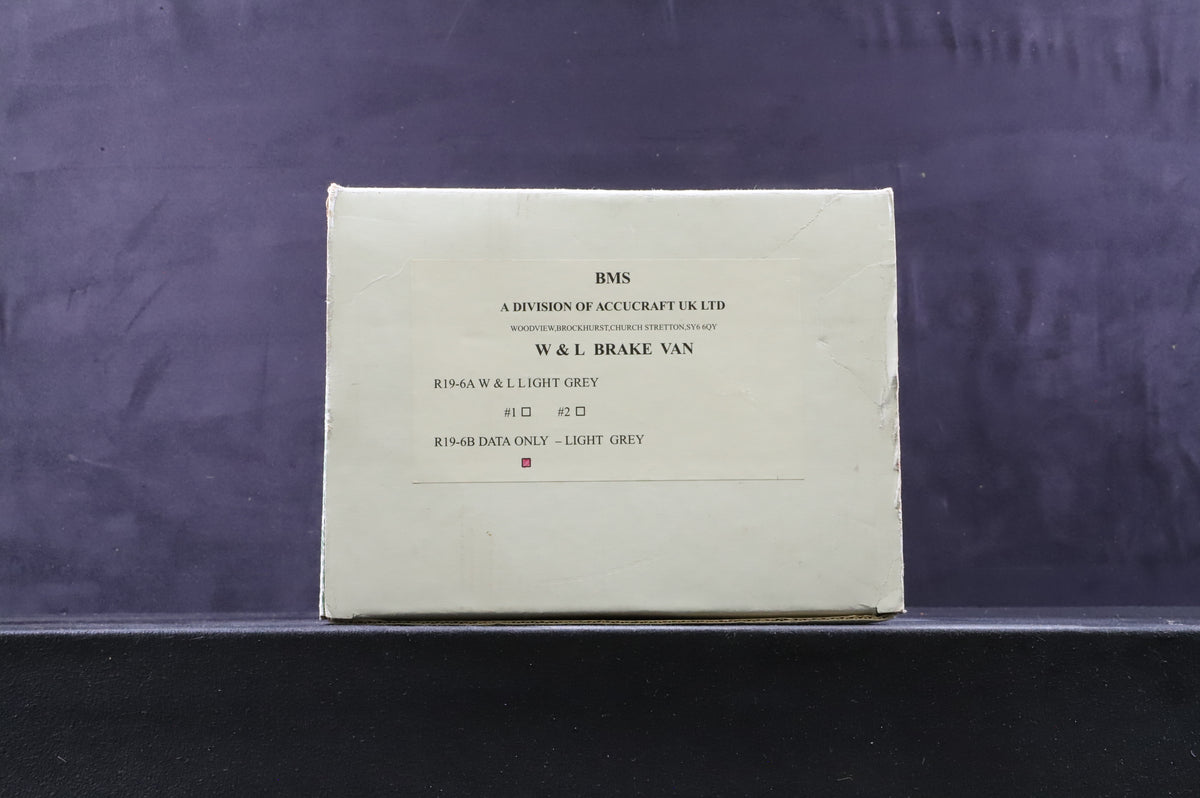 BMS
A DIVISION OF ACCUCRAFT UK LTD
WOODVIEW,BROCKHURST,CHURCH STRETTON,SY6 6QY
W & L BRAKE VAN
R19-6A W & L LIGHT GREY
#1 ☐ #2 ☐
R19-6B DATA ONLY – LIGHT GREY